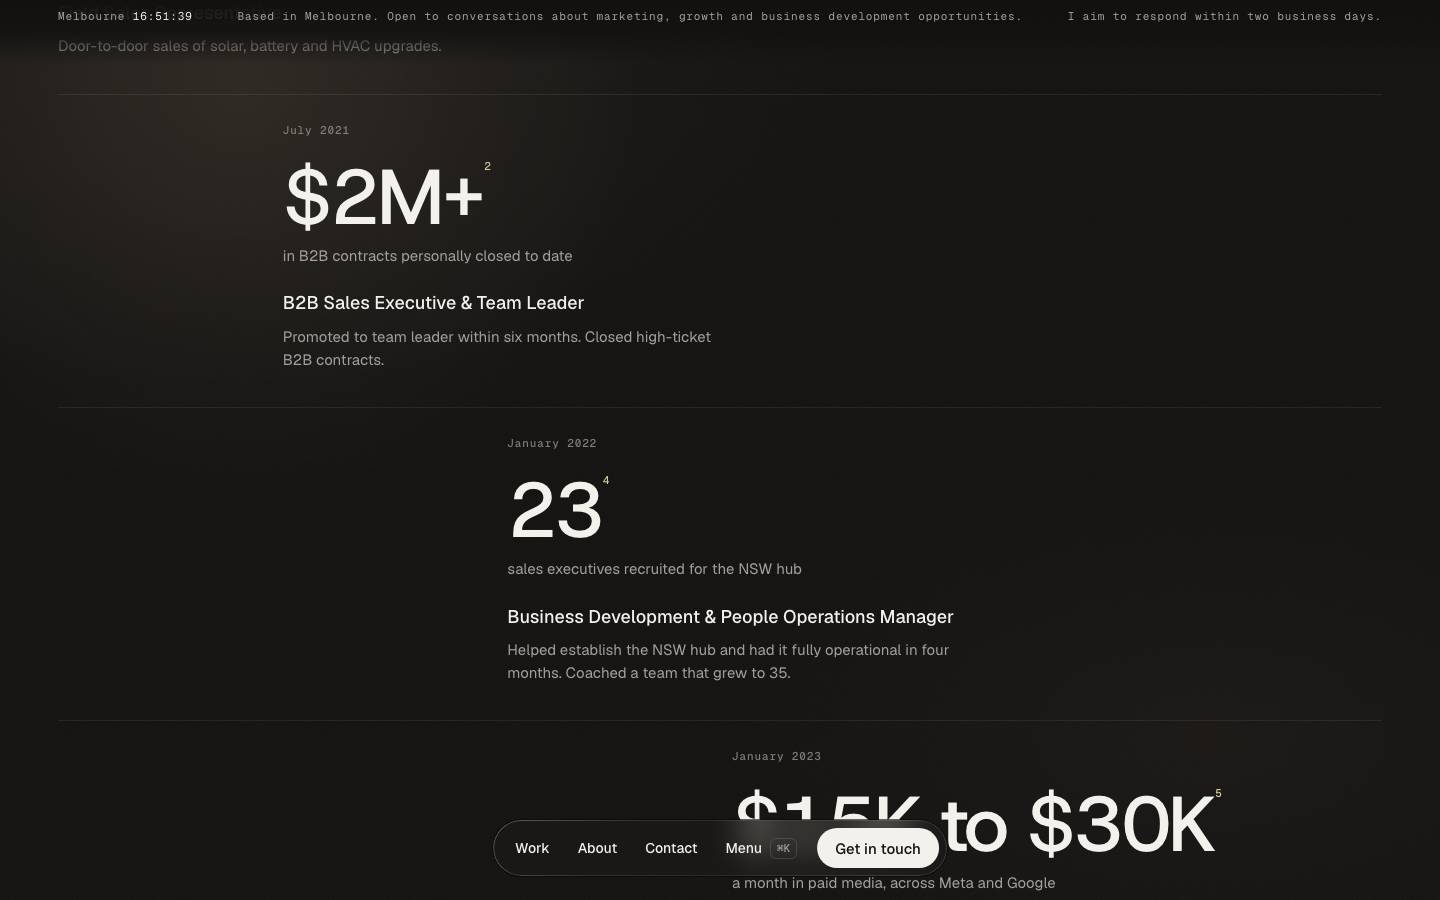 Melbourne 16:51:39
Based in Melbourne. Open to conversations about marketing, growth and business development opportunities.
I aim to respond within two business days.
Door-to-door sales of solar, battery and HVAC upgrades.
July 2021
$2M+ 2
in B2B contracts personally closed to date
B2B Sales Executive & Team Leader
Promoted to team leader within six months. Closed high-ticket
B2B contracts.
January 2022
23 4
sales executives recruited for the NSW hub
Business Development & People Operations Manager
Helped establish the NSW hub and had it fully operational in four
months. Coached a team that grew to 35.
January 2023
$15K to $30K 5
Work
About
Contact
Menu ⌘K
Get in touch
a month in paid media, across Meta and Google